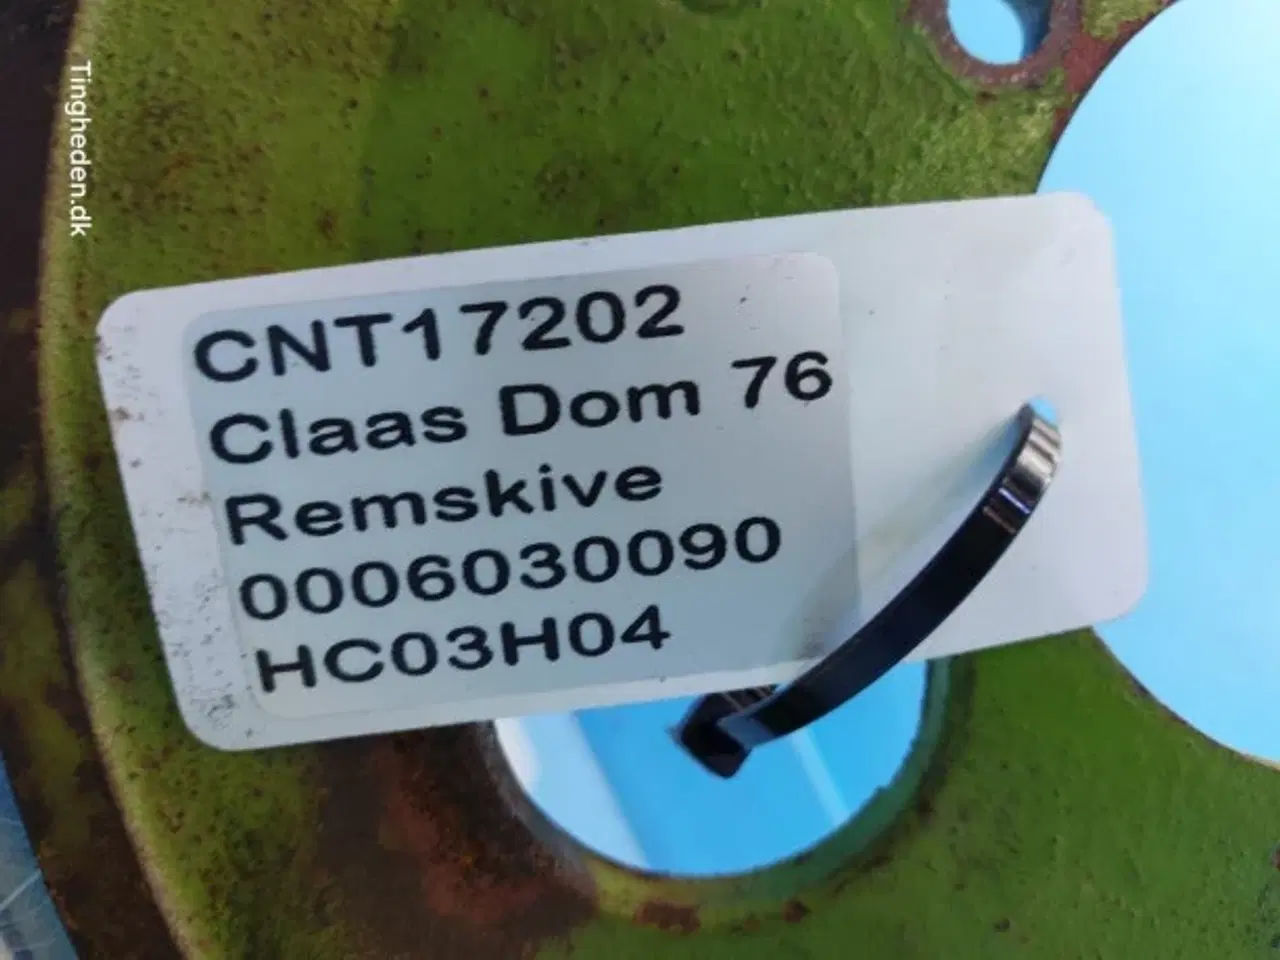 Tingheden.dk
CNT17202
Claas Dom 76
Remskive
0006030090
HC03H04